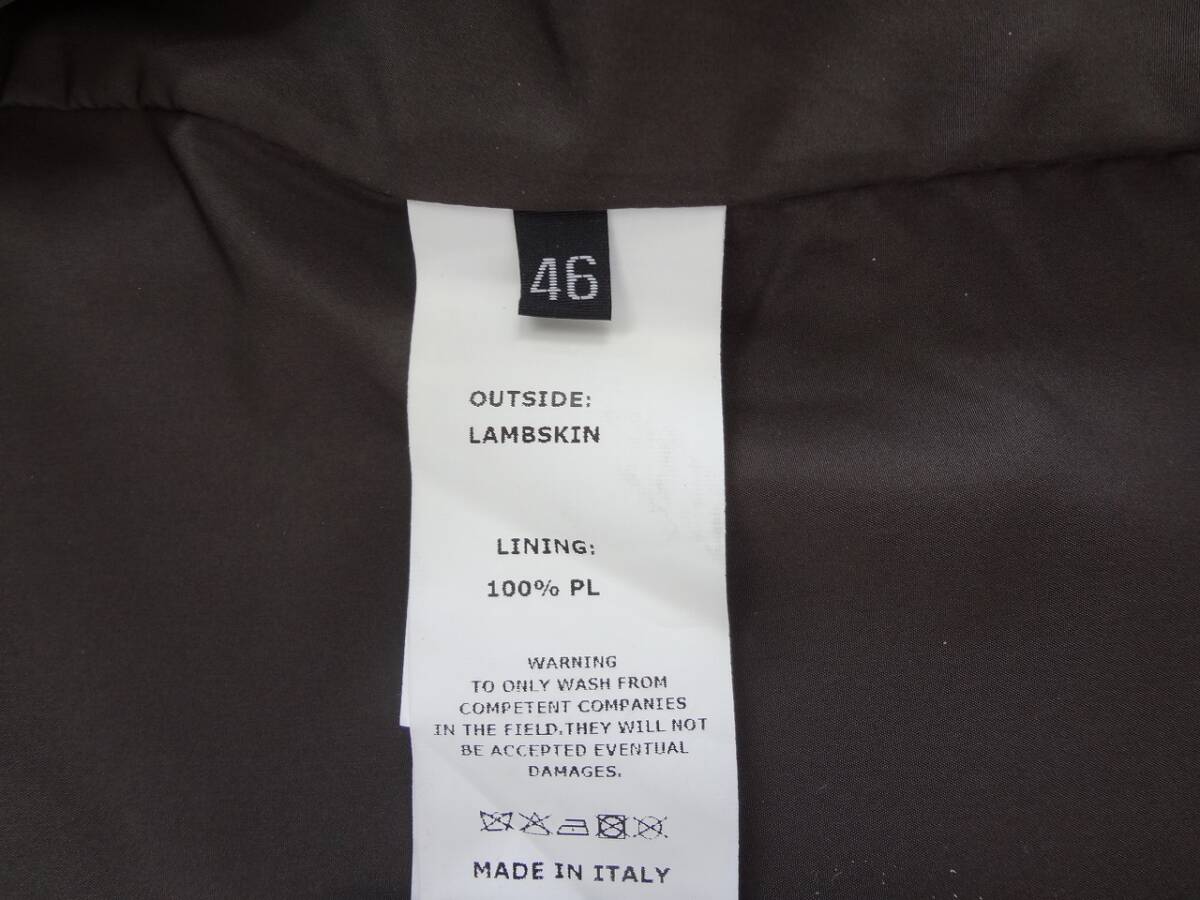 46
OUTSIDE:
LAMBSKIN
LINING:
100% PL
WARNING
TO ONLY WASH FROM
COMPETENT COMPANIES
IN THE FIELD.THEY WILL NOT
BE ACCEPTED EVENTUAL
DAMAGES.
MADE IN ITALY